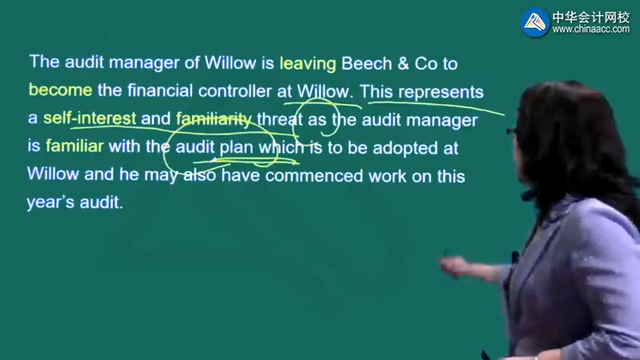 中华会计网校
www.chinaacc.com
The audit manager of Willow is leaving Beech & Co to
become the financial controller at Willow. This represents
a self-interest and familiarity threat as the audit manager
is familiar with the audit plan which is to be adopted at
Willow and he may also have commenced work on this
year's audit.